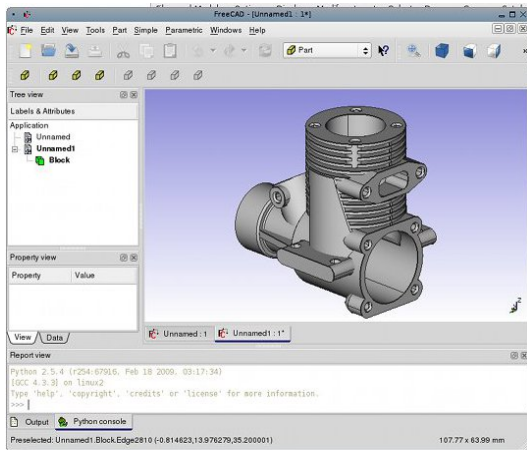 FreeCAD - [Unnamed1 : 1*]
File Edit View Tools Part Simple Parametric Windows Help
Part
Tree view
Labels & Attributes
Application
Unnamed
Unnamed1
Block
Property view
Property Value
View Data
Unnamed : 1 Unnamed1 : 1*
Report view
Python 2.5.4 (r254:67916, Feb 18 2009, 03:17:34)
[GCC 4.3.3] on linux2
Type 'help', 'copyright', 'credits' or 'license' for more information.
>>>
Output Python console
Preselected: Unnamed1.Block.Edge2810 (-0.814623,13.976279,35.200001) 107.77 x 63.99 mm